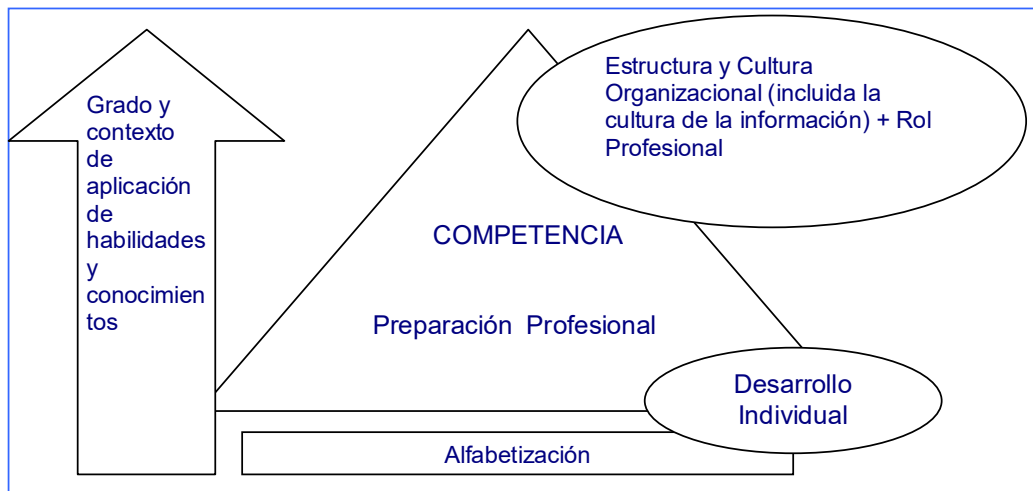 Grado y
contexto
de
aplicación
de
habilidades
y
conocimien
tos
Estructura y Cultura
Organizacional (incluida la
cultura de la información) + Rol
Profesional
COMPETENCIA
Preparación Profesional
Desarrollo
Individual
Alfabetización